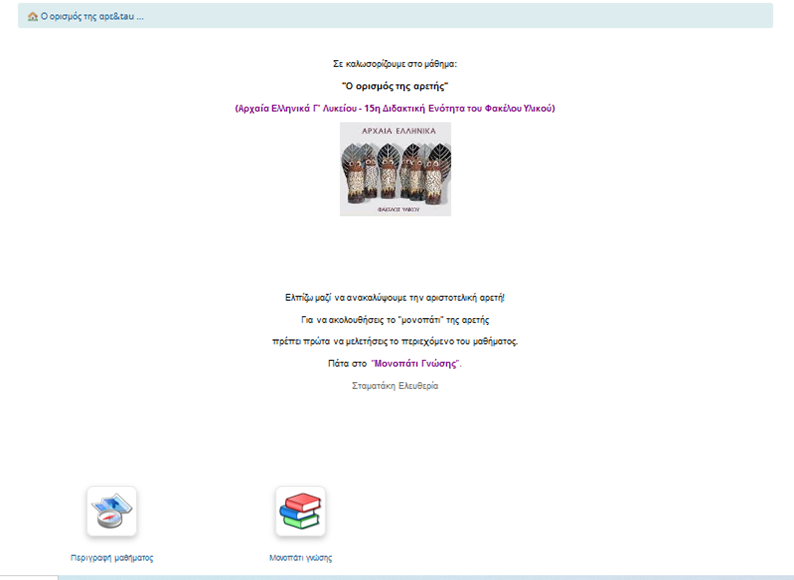 Ο ορισμός της αρε&tau ...
Σε καλωσορίζουμε στο μάθημα:
"Ο ορισμός της αρετής"
(Αρχαία Ελληνικά Γ' Λυκείου - 15η Διδακτική Ενότητα του Φακέλου Υλικού)
ΑΡΧΑΙΑ ΕΛΛΗΝΙΚΑ
ΦΑΚΕΛΟΣ ΥΛΙΚΟΥ
Ελπίζω μαζί να ανακαλύψουμε την αριστοτελική αρετή!
Για να ακολουθήσεις το "μονοπάτι" της αρετής
πρέπει πρώτα να μελετήσεις το περιεχόμενο του μαθήματος.
Πάτα στο "Μονοπάτι Γνώσης".
Σταματάκη Ελευθερία
Περιγραφή μαθήματος
Μονοπάτι γνώσης